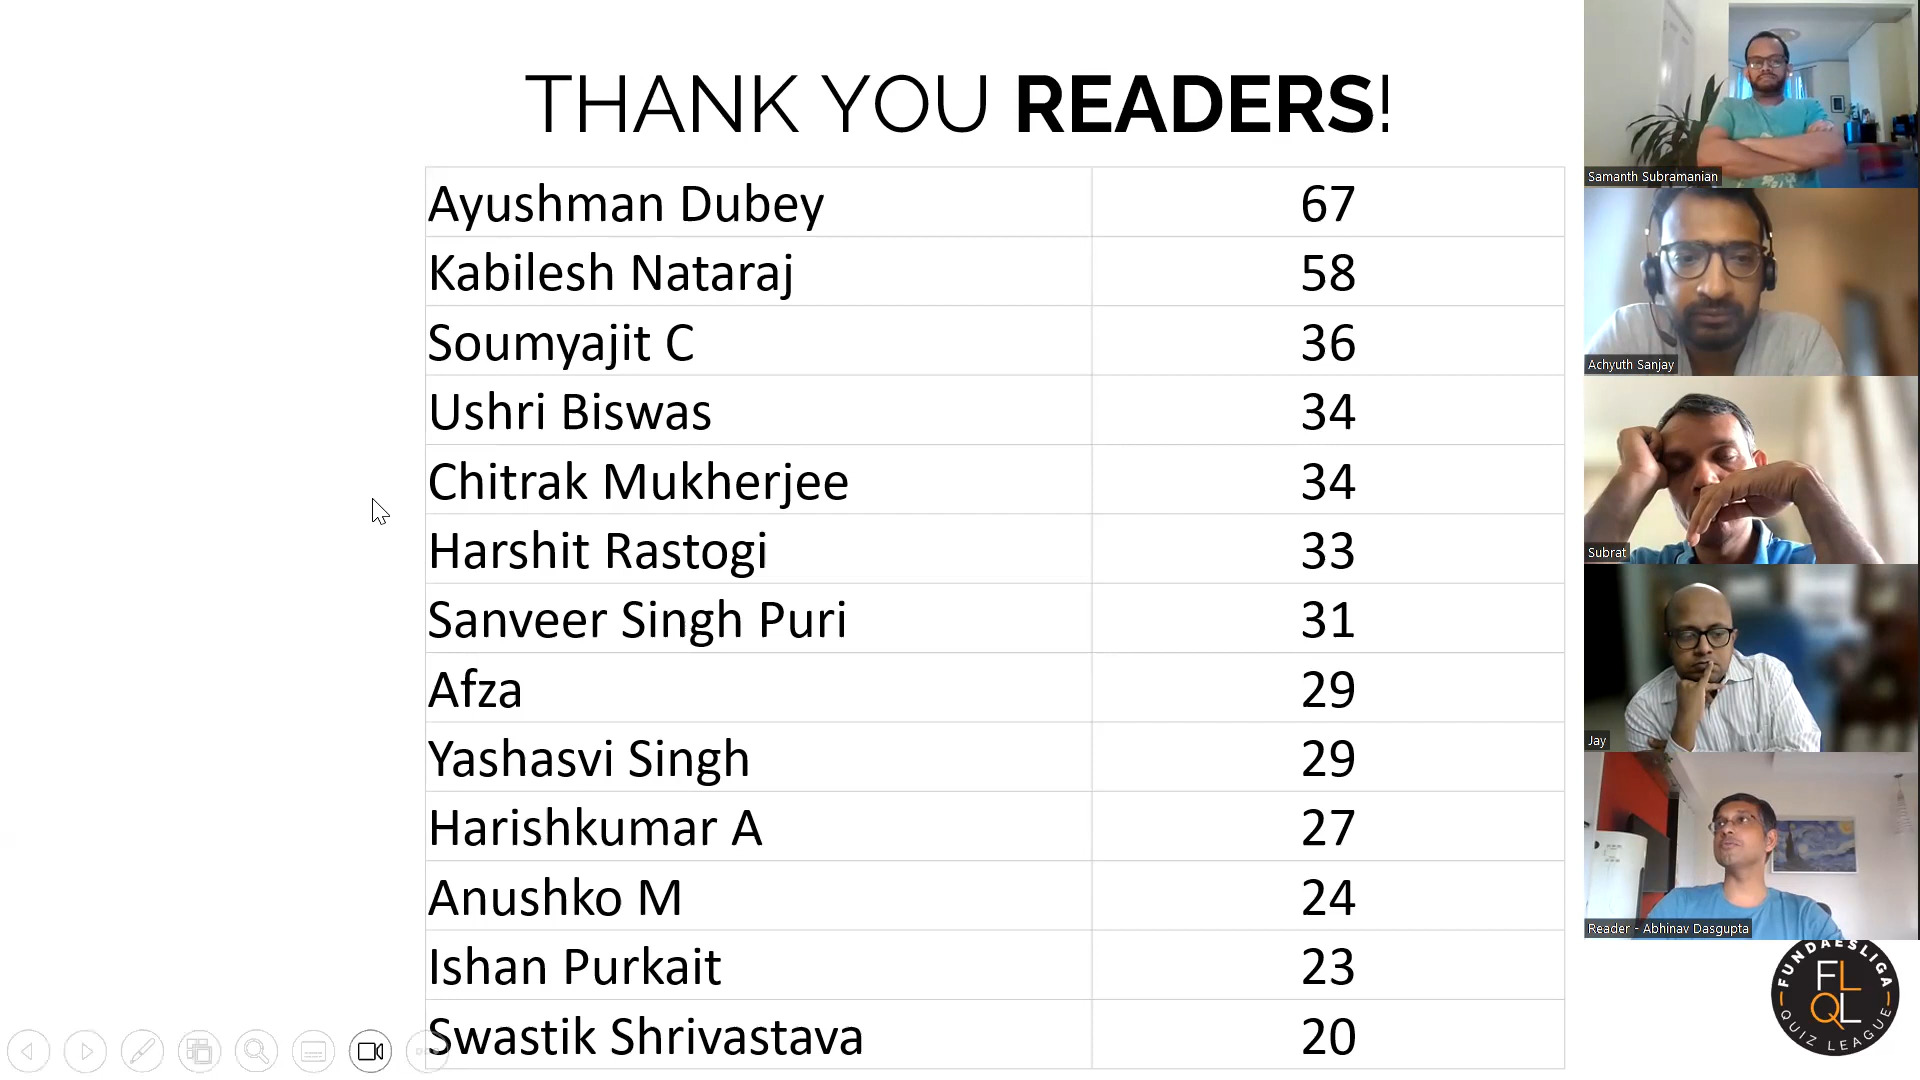 THANK YOU READERS!
Ayushman Dubey 67
Kabilesh Nataraj 58
Soumyajit C 36
Ushri Biswas 34
Chitrak Mukherjee 34
Harshit Rastogi 33
Sanveer Singh Puri 31
Afza 29
Yashasvi Singh 29
Harishkumar A 27
Anushko M 24
Ishan Purkait 23
Swastik Shrivastava 20
Samanth Subramanian
Achyuth Sanjay
Subrat
Jay
Reader - Abhinav Dasgupta
FUNDAESLIGA
FL
QL
QUIZ LEAGUE